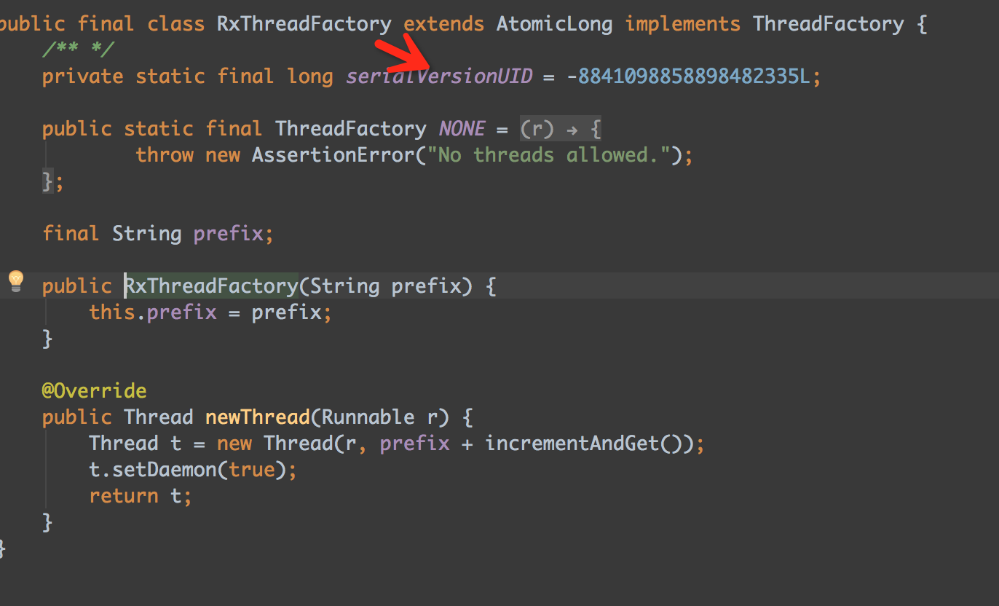 public final class RxThreadFactory extends AtomicLong implements ThreadFactory {
/** */
private static final long serialVersionUID = -8841098858898482335L;
public static final ThreadFactory NONE = (r) → {
throw new AssertionError("No threads allowed.");
};
final String prefix;
public RxThreadFactory(String prefix) {
this.prefix = prefix;
}
@Override
public Thread newThread(Runnable r) {
Thread t = new Thread(r, prefix + incrementAndGet());
t.setDaemon(true);
return t;
}
}